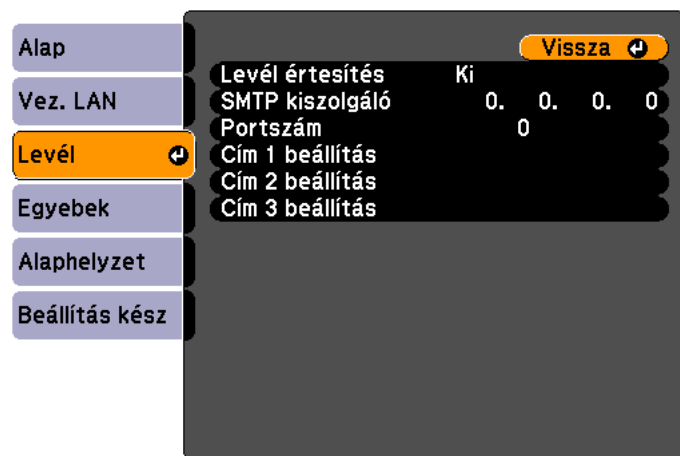 Alap
Vez. LAN
Levél
Egyebek
Alaphelyzet
Beállítás kész
Vissza
Levél értesítés Ki
SMTP kiszolgáló 0. 0. 0. 0
Portszám 0
Cím 1 beállítás
Cím 2 beállítás
Cím 3 beállítás